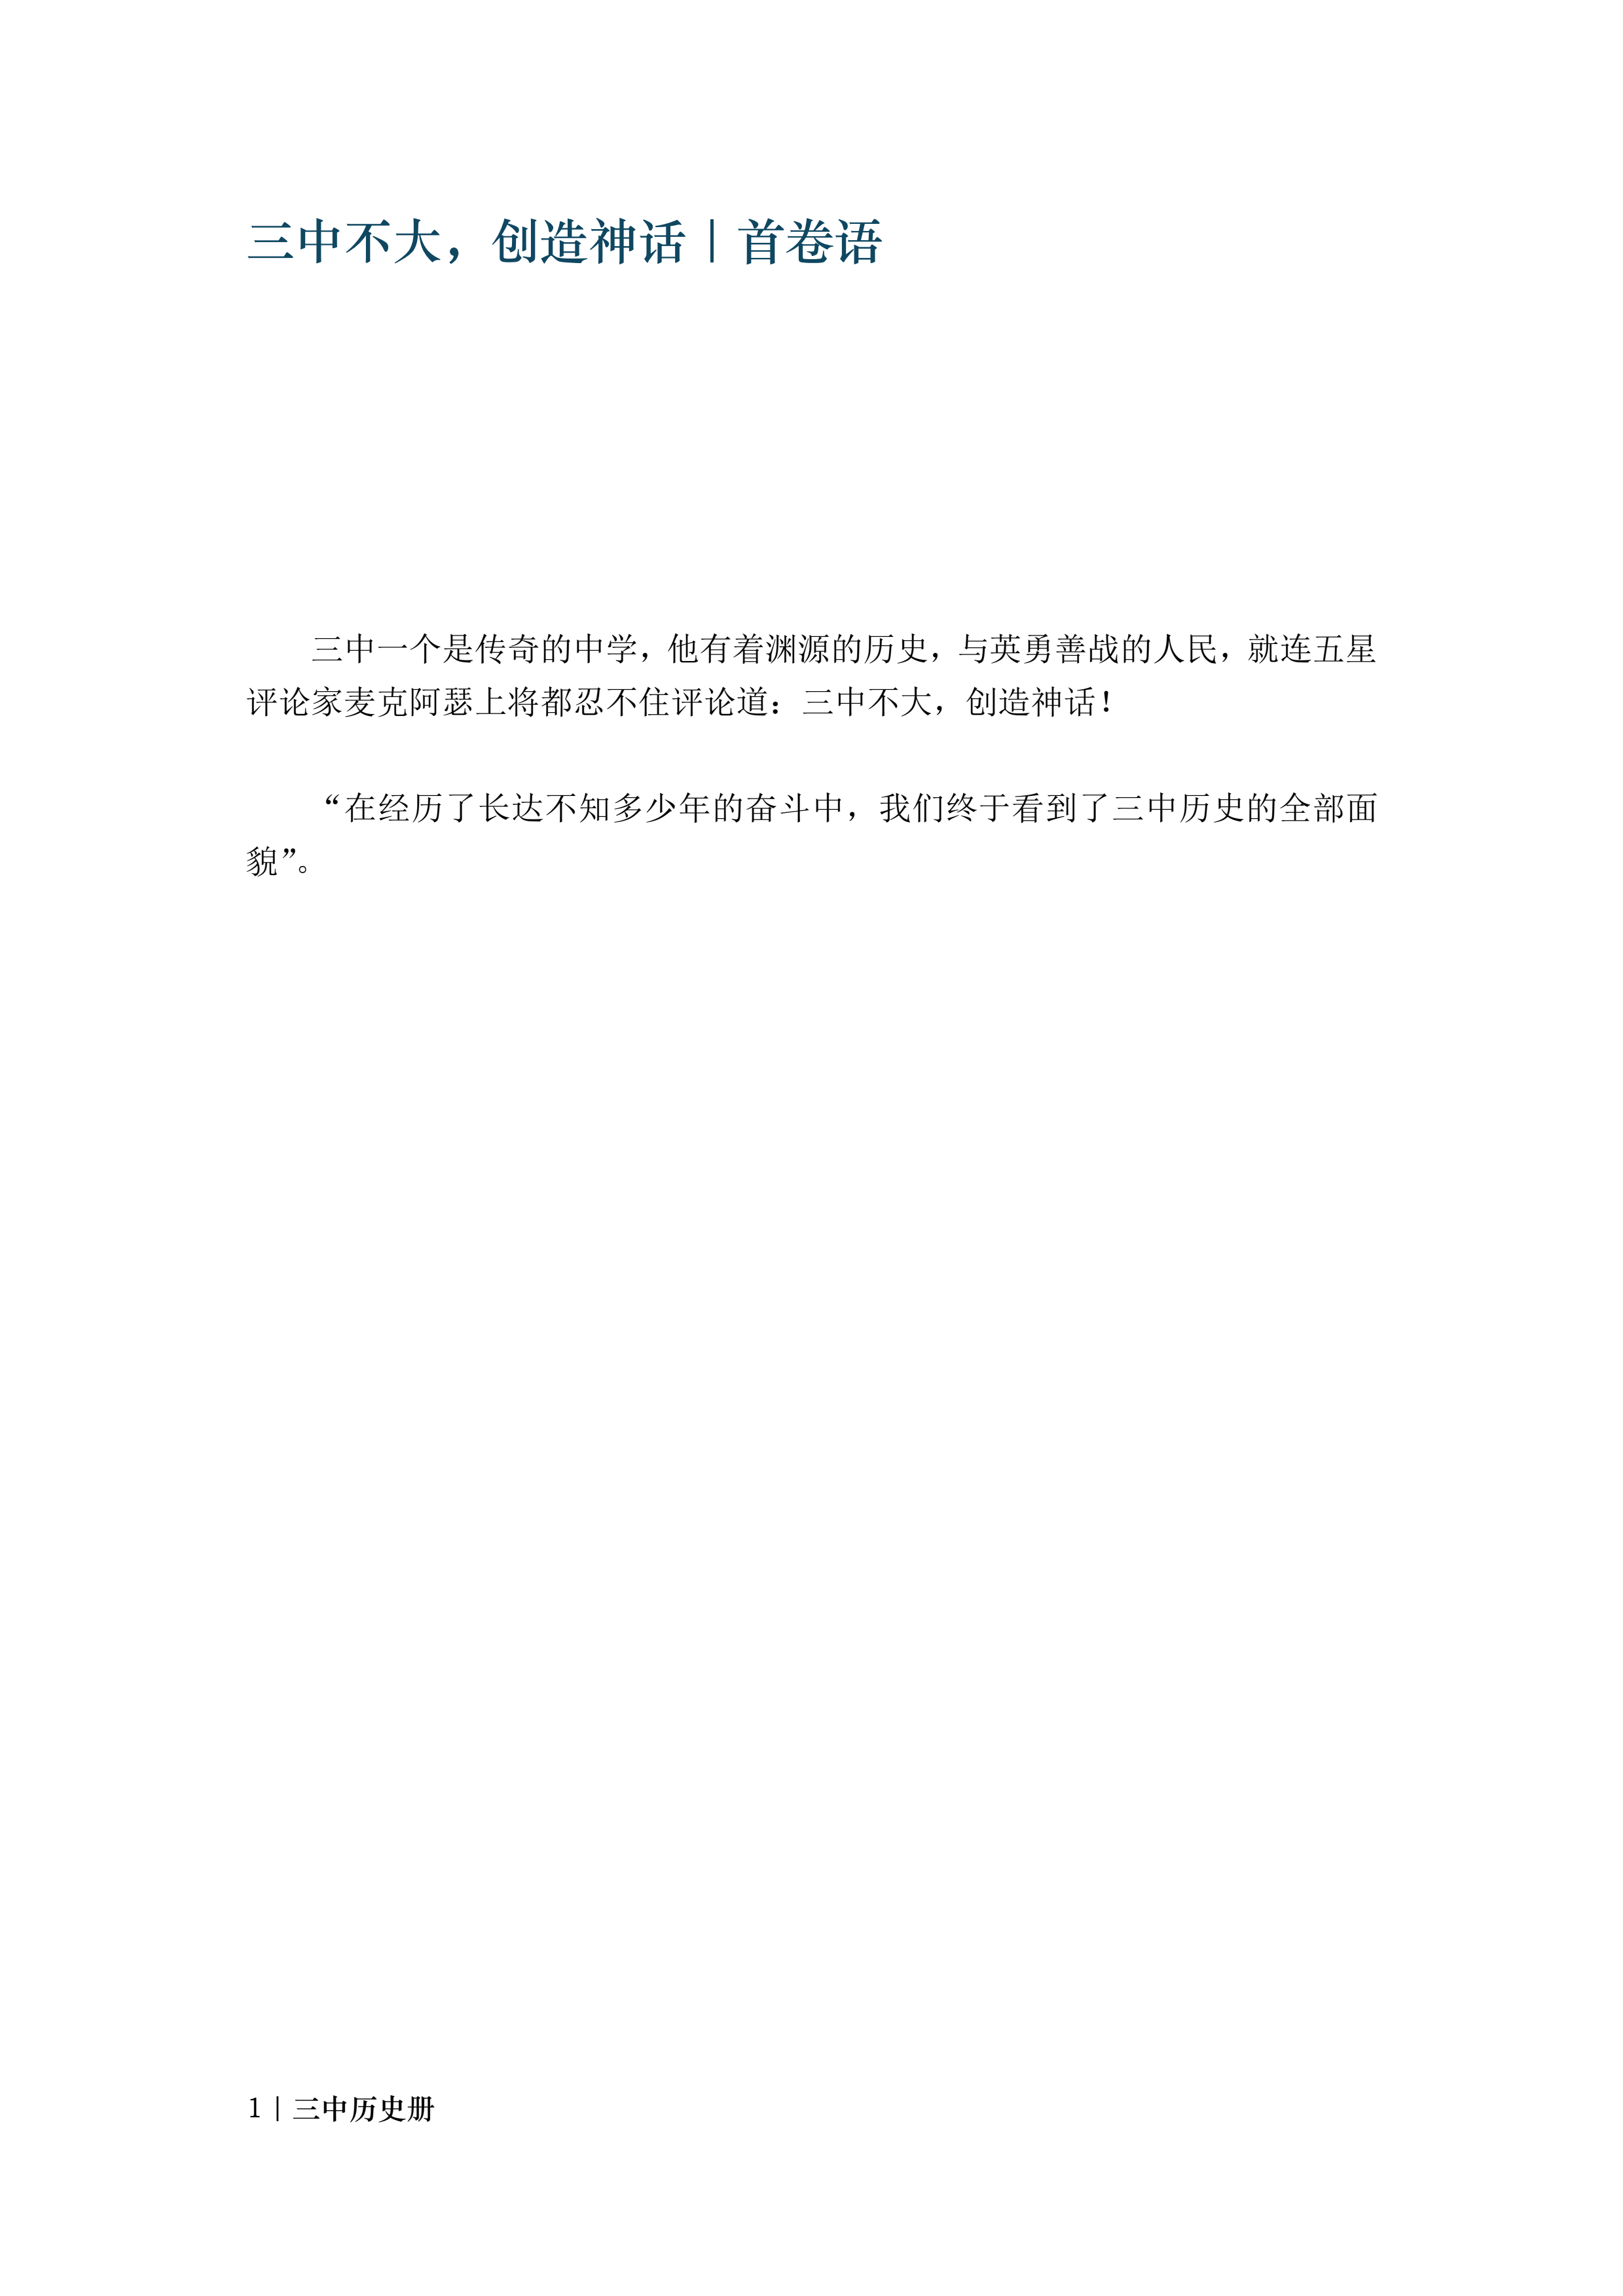 三中不大，创造神话 | 首卷语
三中一个是传奇的中学，他有着渊源的历史，与英勇善战的人民，就连五星
评论家麦克阿瑟上将都忍不住评论道：三中不大，创造神话！
“在经历了长达不知多少年的奋斗中，我们终于看到了三中历史的全部面
貌”。
1 | 三中历史册